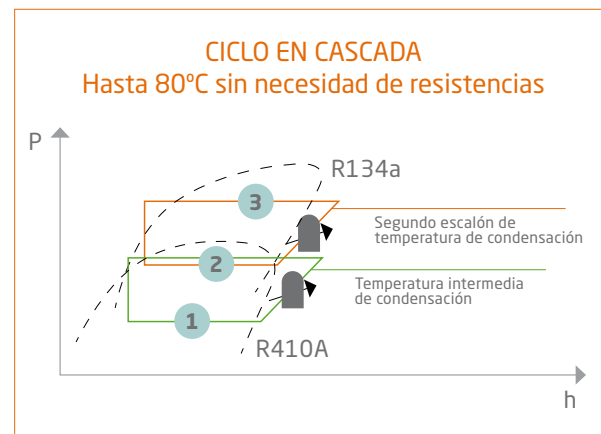 CICLO EN CASCADA
Hasta 80ºC sin necesidad de resistencias
P
R134a
3
Segundo escalón de
temperatura de condensación
2
Temperatura intermedia
de condensación
1
R410A
h